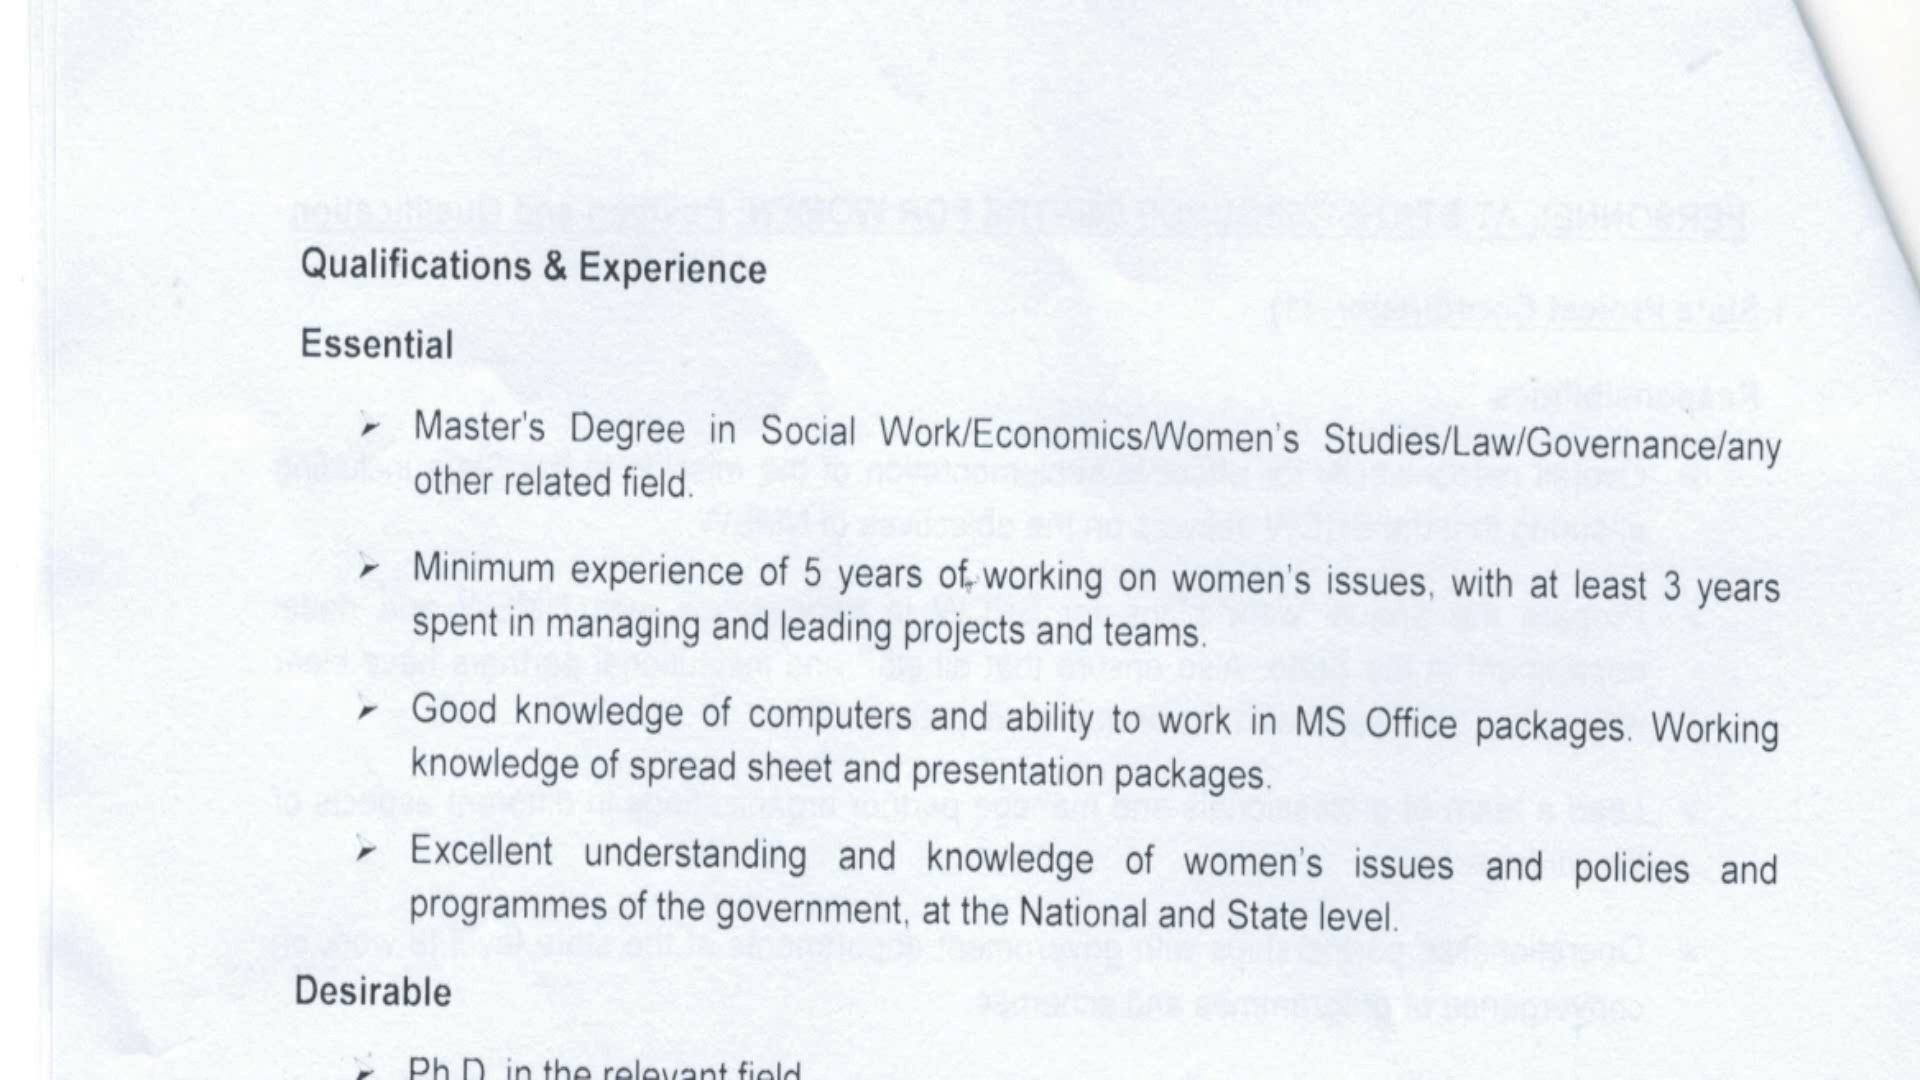 Qualifications & Experience
Essential
➤ Master's Degree in Social Work/Economics/Women's Studies/Law/Governance/any
other related field.
➤ Minimum experience of 5 years of working on women's issues, with at least 3 years
spent in managing and leading projects and teams.
➤ Good knowledge of computers and ability to work in MS Office packages. Working
knowledge of spread sheet and presentation packages.
➤ Excellent understanding and knowledge of women's issues and policies and
programmes of the government, at the National and State level.
Desirable
➤ Ph.D. in the relevant field